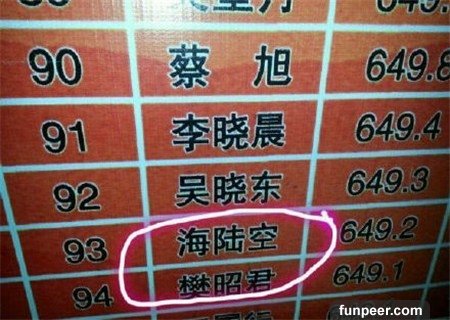 649.
90 蔡旭 649.8
91 李晓晨 649.4
92 吴晓东 649.3
93 海陆空 649.2
94 樊昭君 649.1
funpeer.com